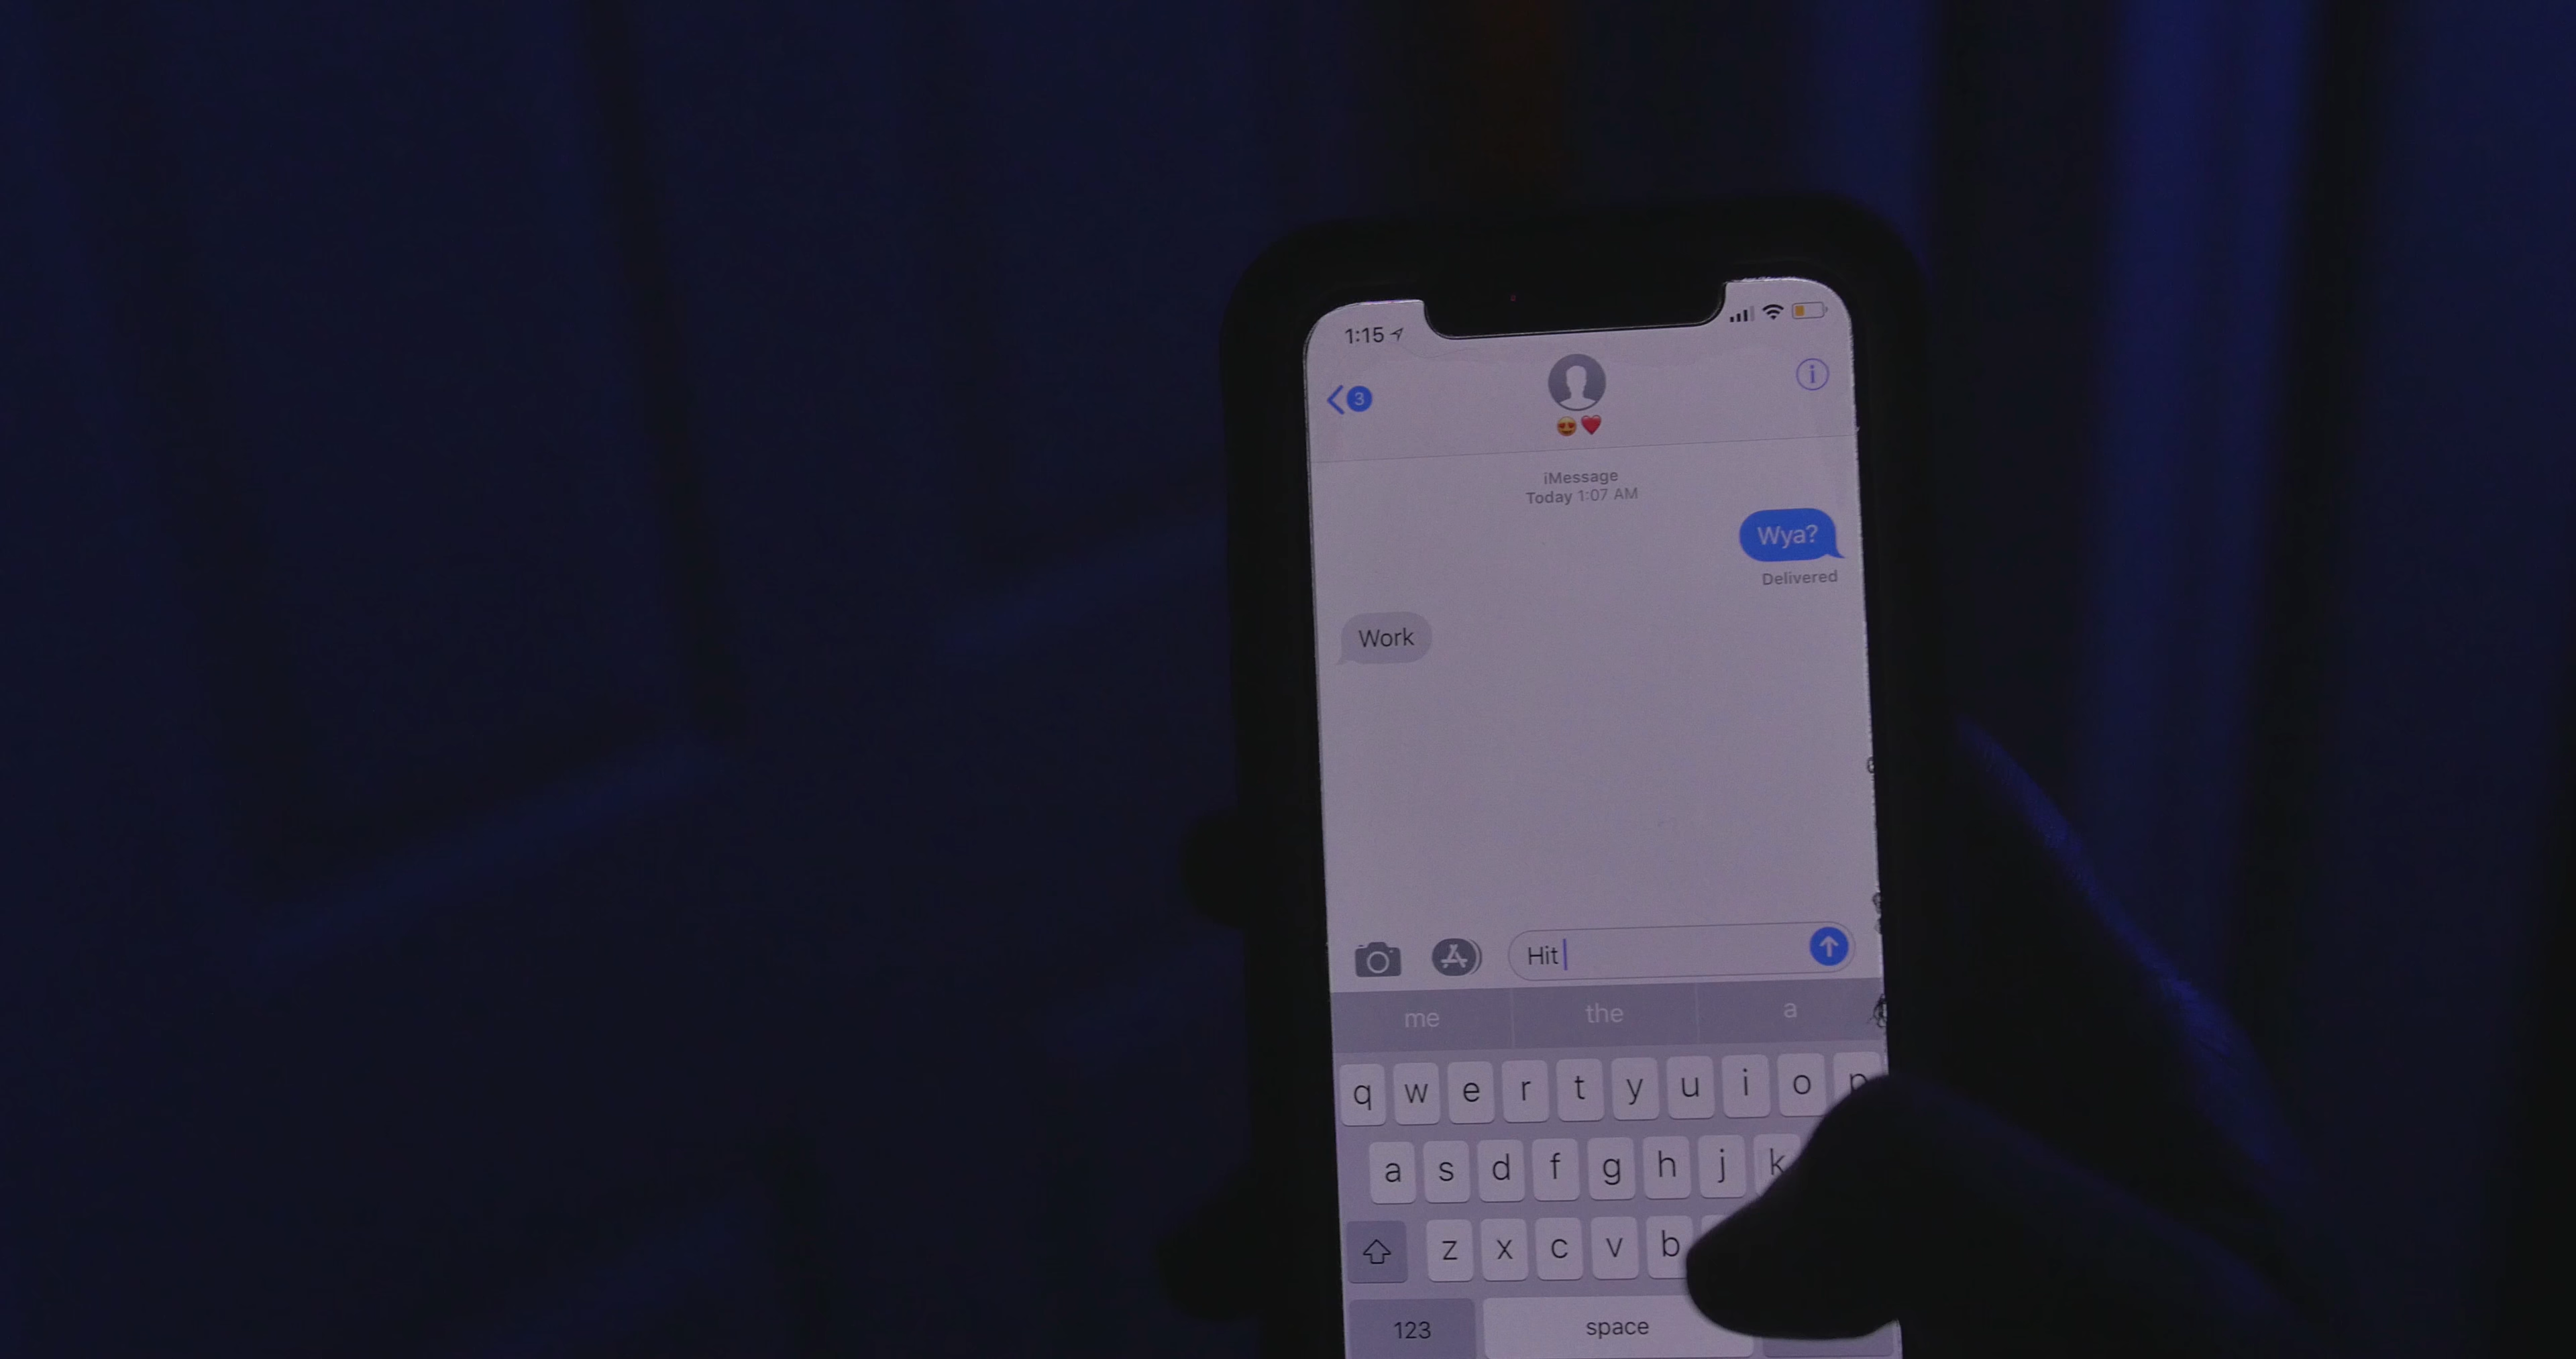 1:15
3
😍❤️
iMessage
Today 1:07 AM
Wya?
Delivered
Work
Hit
me the a
q w e r t y u i o p
a s d f g h j k
z x c v b
123 space